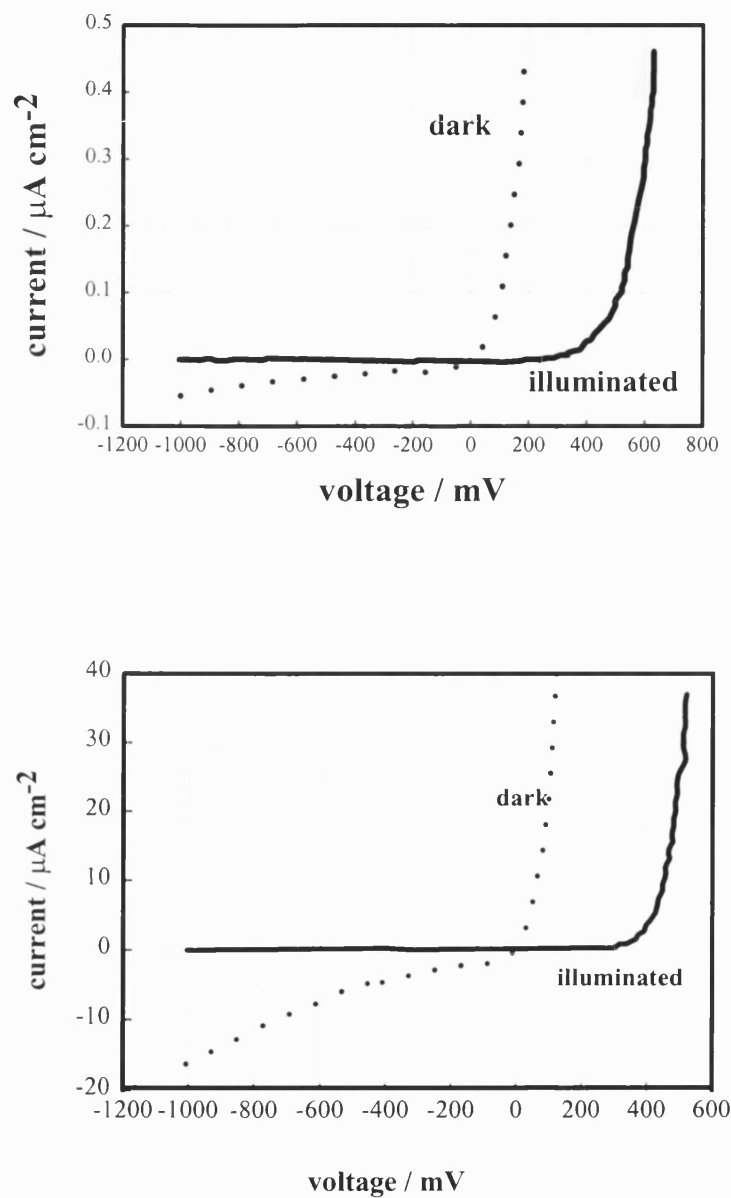 0.5
0.4
0.3
0.2
0.1
0.0
-0.1
current / μA cm-2
dark
illuminated
-1200 -1000 -800 -600 -400 -200 0 200 400 600 800
voltage / mV
40
30
20
10
0
-10
-20
current / μA cm-2
dark
illuminated
-1200 -1000 -800 -600 -400 -200 0 200 400 600
voltage / mV